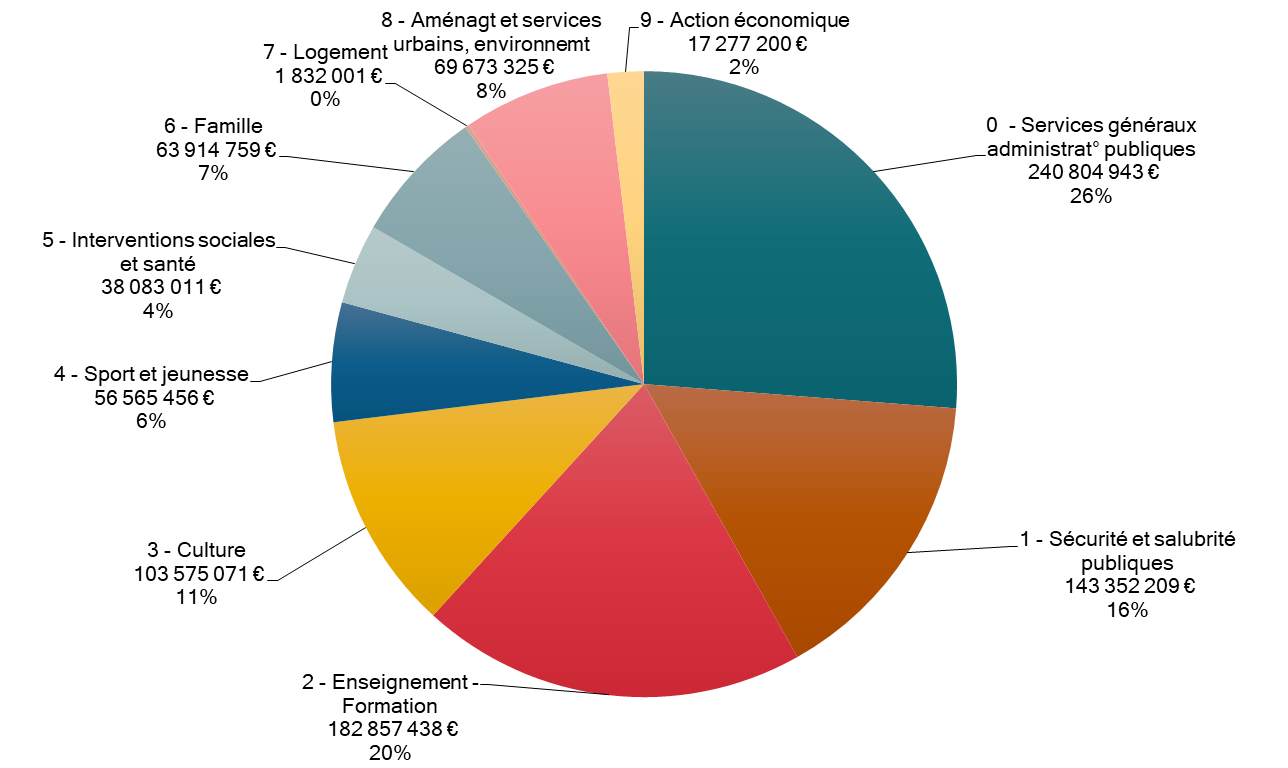 8 - Aménagt et services
urbains, environnemt
69 673 325 €
8%
9 - Action économique
17 277 200 €
2%
7 - Logement
1 832 001 €
0%
6 - Famille
63 914 759 €
7%
0  - Services généraux
administrat° publiques
240 804 943 €
26%
5 - Interventions sociales
et santé
38 083 011 €
4%
4 - Sport et jeunesse
56 565 456 €
6%
3 - Culture
103 575 071 €
11%
1 - Sécurité et salubrité
publiques
143 352 209 €
16%
2 - Enseignement -
Formation
182 857 438 €
20%